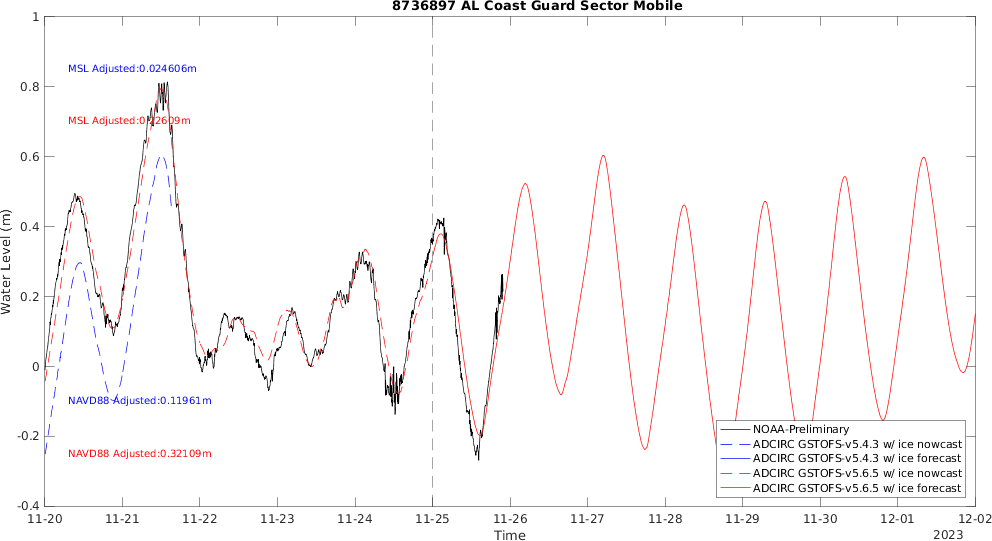 8736897 AL Coast Guard Sector Mobile
1
0.8
0.6
0.4
0.2
0
-0.2
-0.4
Water Level (m)
MSL Adjusted:0.024606m
MSL Adjusted:0.22609m
NAVD88 Adjusted:0.11961m
NAVD88 Adjusted:0.32109m
NOAA-Preliminary
ADCIRC GSTOFS-v5.4.3 w/ ice nowcast
ADCIRC GSTOFS-v5.4.3 w/ ice forecast
ADCIRC GSTOFS-v5.6.5 w/ ice nowcast
ADCIRC GSTOFS-v5.6.5 w/ ice forecast
11-20 11-21 11-22 11-23 11-24 11-25 11-26 11-27 11-28 11-29 11-30 12-01 12-02
Time
2023